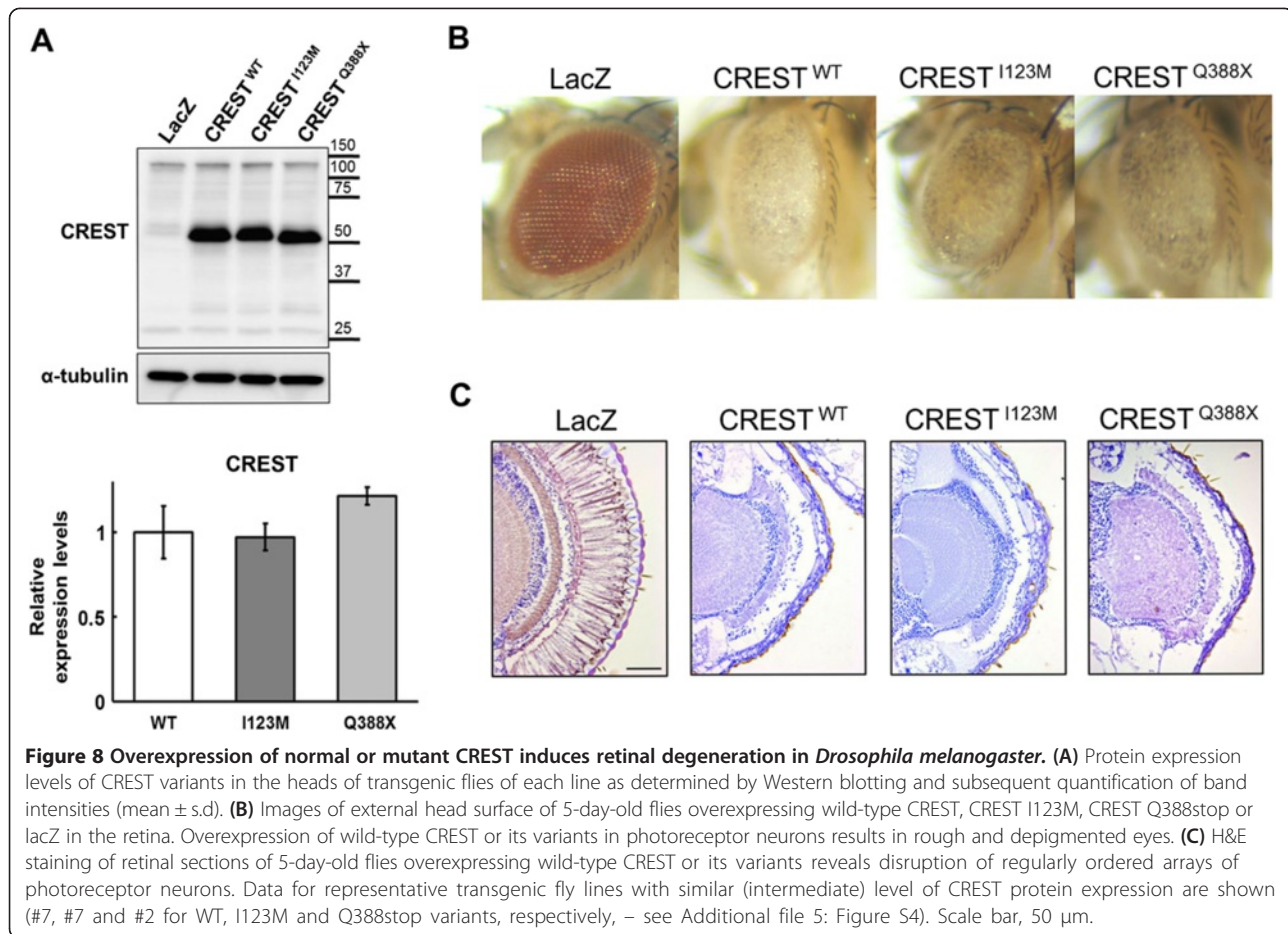 A
LacZ
CREST WT
CREST I123M
CREST Q388X
150
100
75
CREST
50
37
25
α-tubulin
CREST
Relative
expression levels
1
0.5
0
WT
I123M
Q388X
B
LacZ
CREST WT
CREST I123M
CREST Q388X
C
LacZ
CREST WT
CREST I123M
CREST Q388X
Figure 8 Overexpression of normal or mutant CREST induces retinal degeneration in Drosophila melanogaster. (A) Protein expression
levels of CREST variants in the heads of transgenic flies of each line as determined by Western blotting and subsequent quantification of band
intensities (mean ± s.d). (B) Images of external head surface of 5-day-old flies overexpressing wild-type CREST, CREST I123M, CREST Q388stop or
lacZ in the retina. Overexpression of wild-type CREST or its variants in photoreceptor neurons results in rough and depigmented eyes. (C) H&E
staining of retinal sections of 5-day-old flies overexpressing wild-type CREST or its variants reveals disruption of regularly ordered arrays of
photoreceptor neurons. Data for representative transgenic fly lines with similar (intermediate) level of CREST protein expression are shown
(#7, #7 and #2 for WT, I123M and Q388stop variants, respectively, – see Additional file 5: Figure S4). Scale bar, 50 μm.